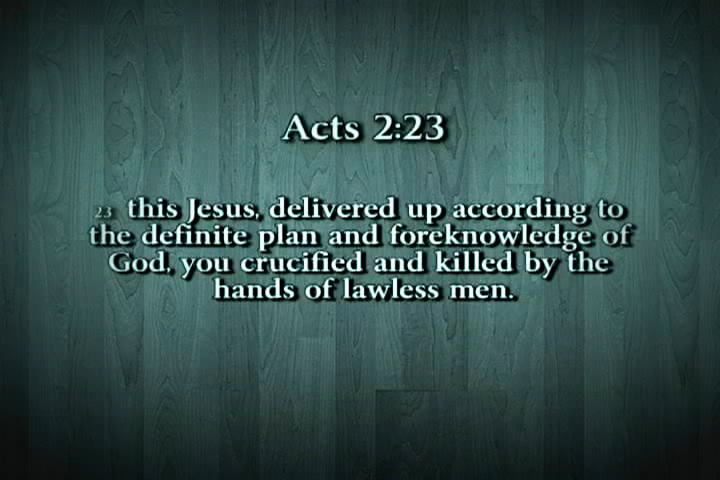 Acts 2:23
23 this Jesus, delivered up according to
the definite plan and foreknowledge of
God, you crucified and killed by the
hands of lawless men.